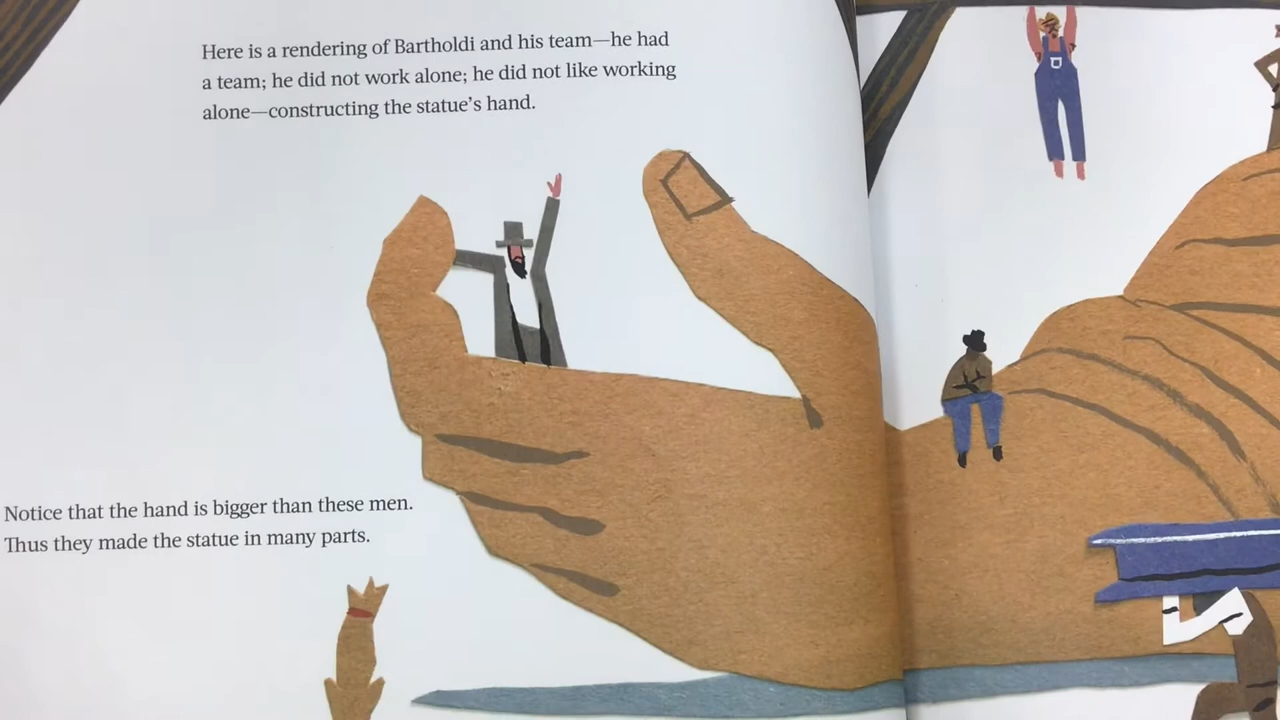 Here is a rendering of Bartholdi and his team—he had
a team; he did not work alone; he did not like working
alone—constructing the statue’s hand.
Notice that the hand is bigger than these men.
Thus they made the statue in many parts.